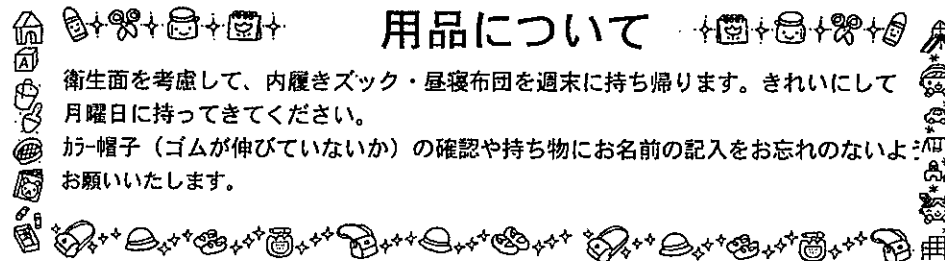 用品について
衛生面を考慮して、内履きズック・昼寝布団を週末に持ち帰ります。きれいにして
月曜日に持ってきてください。
ｶﾗｰ帽子（ゴムが伸びていないか）の確認や持ち物にお名前の記入をお忘れのないよう
お願いいたします。